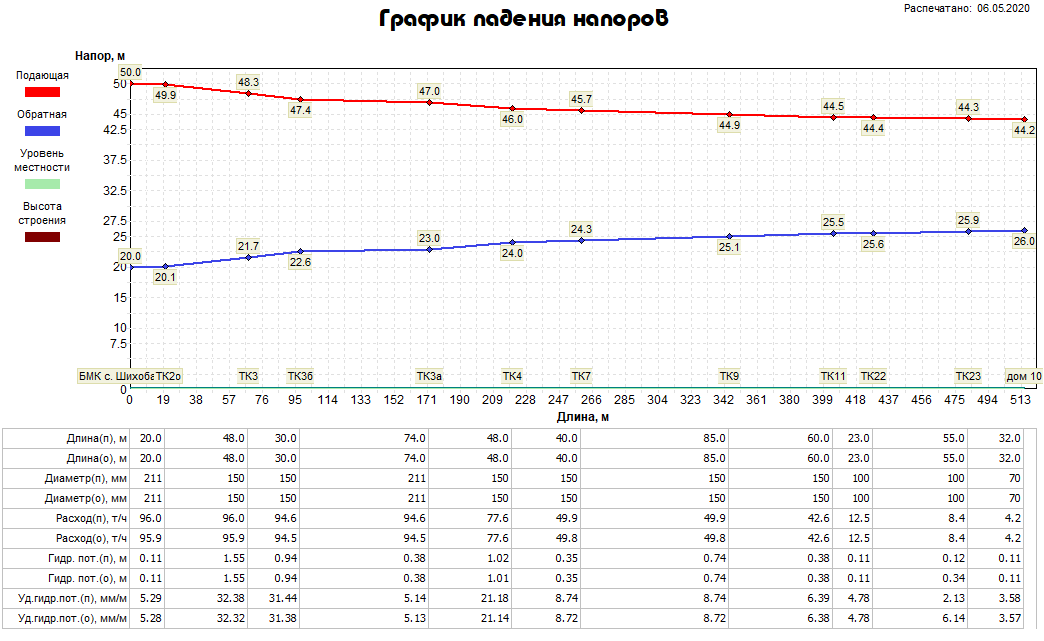 График падения напоров
Распечатано: 06.05.2020
Напор, м
Подающая
Обратная
Уровень
местности
Высота
строения
50
45
42.5
37.5
32.5
27.5
25
20
15
10
7.5
0
50.0 49.9 48.3 47.4 47.0 46.0 45.7 44.9 44.5 44.4 44.3 44.2
20.0 20.1 21.7 22.6 23.0 24.0 24.3 25.1 25.5 25.6 25.9 26.0
БМК с. Шихоба ТК2о ТК3 ТК3б ТК3а ТК4 ТК7 ТК9 ТК11 ТК22 ТК23 дом 10
0 19 38 57 76 95 114 133 152 171 190 209 228 247 266 285 304 323 342 361 380 399 418 437 456 475 494 513
Длина, м
Длина(п), м 20.0 48.0 30.0 74.0 48.0 40.0 85.0 60.0 23.0 55.0 32.0
Длина(о), м 20.0 48.0 30.0 74.0 48.0 40.0 85.0 60.0 23.0 55.0 32.0
Диаметр(п), мм 211 150 150 211 150 150 150 150 100 100 70
Диаметр(о), мм 211 150 150 211 150 150 150 150 100 100 70
Расход(п), т/ч 96.0 96.0 94.6 94.6 77.6 49.9 49.9 42.6 12.5 8.4 4.2
Расход(о), т/ч 95.9 95.9 94.5 94.5 77.6 49.8 49.8 42.6 12.5 8.4 4.2
Гидр. пот.(п), м 0.11 1.55 0.94 0.38 1.02 0.35 0.74 0.38 0.11 0.12 0.11
Гидр. пот.(о), м 0.11 1.55 0.94 0.38 1.01 0.35 0.74 0.38 0.11 0.34 0.11
Уд.гидр.пот.(п), мм/м 5.29 32.38 31.44 5.14 21.18 8.74 8.74 6.39 4.78 2.13 3.58
Уд.гидр.пот.(о), мм/м 5.28 32.32 31.38 5.13 21.14 8.72 8.72 6.38 4.78 6.14 3.57